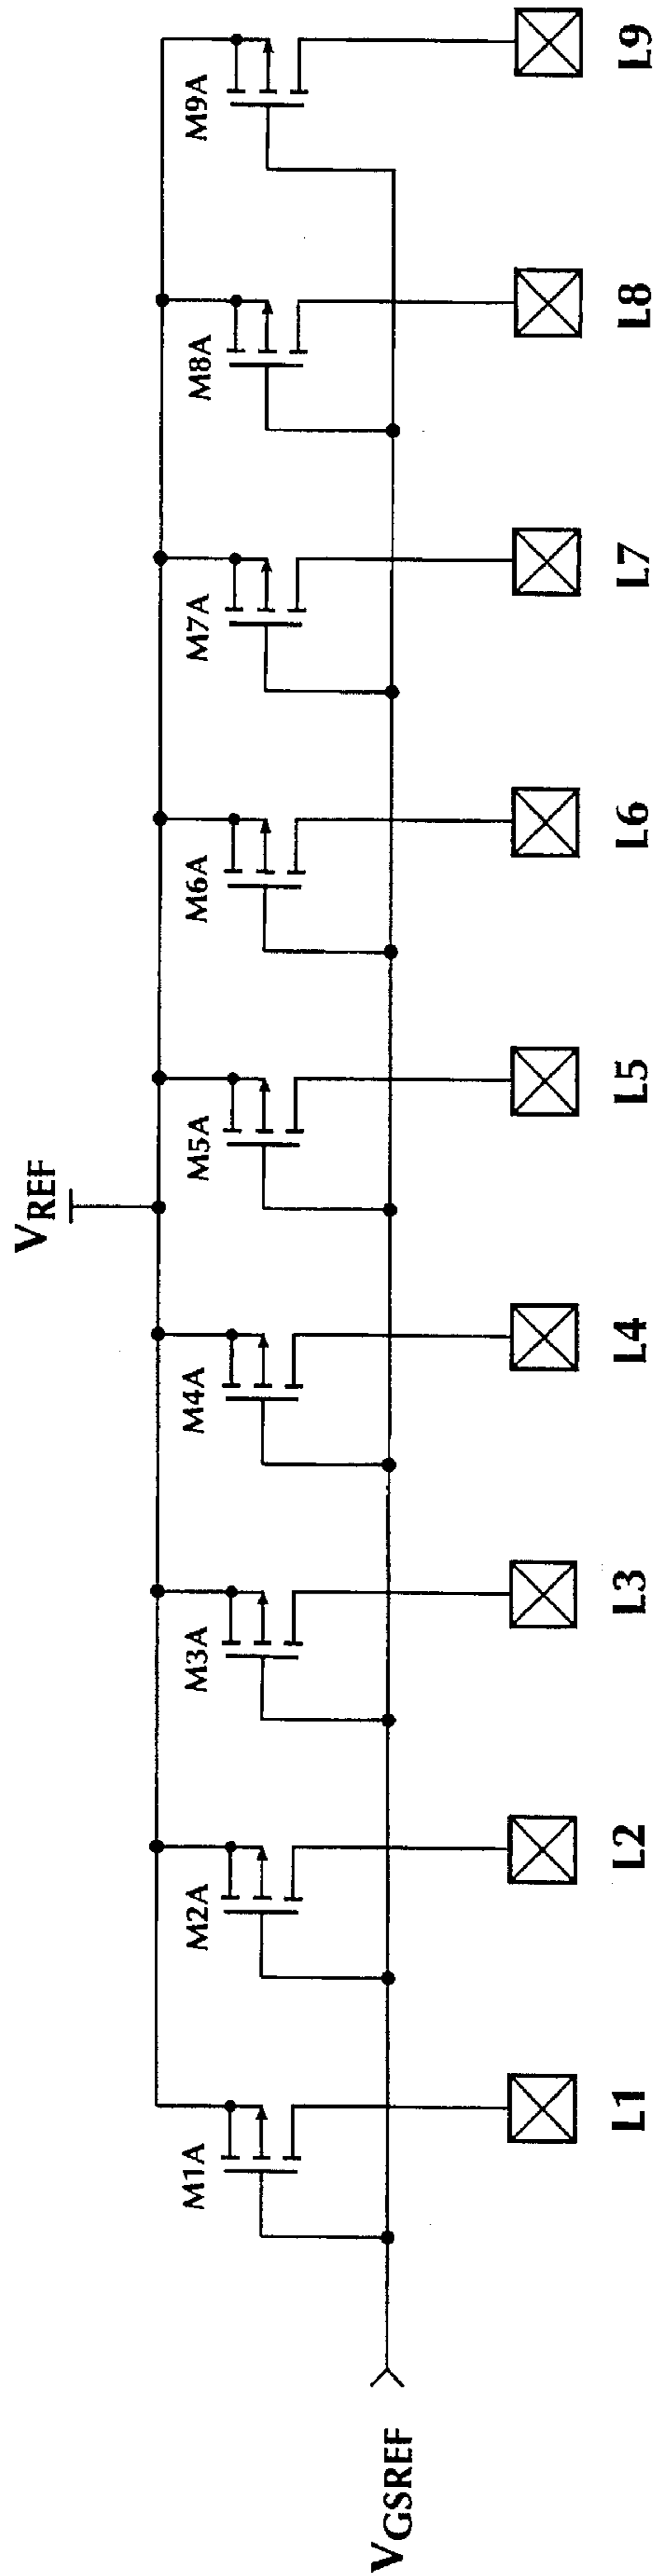 VREF
M1A
M2A
M3A
M4A
M5A
M6A
M7A
M8A
M9A
VGSREF
L1
L2
L3
L4
L5
L6
L7
L8
L9